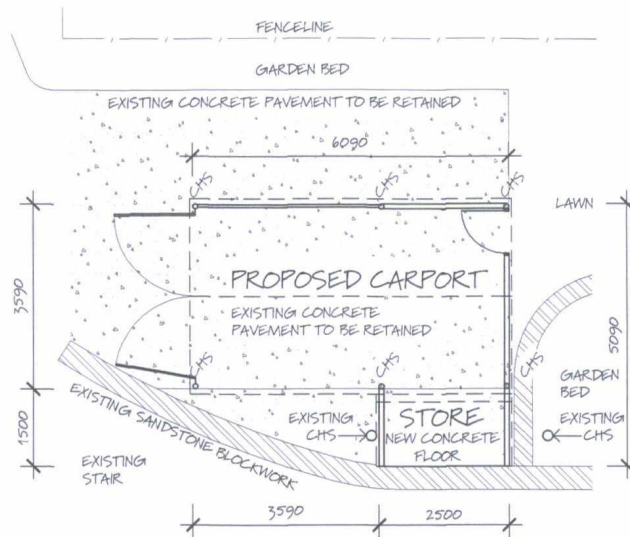 FENCELINE
GARDEN BED
EXISTING CONCRETE PAVEMENT TO BE RETAINED
6090
CHS
CHS
CHS
LAWN
3590
PROPOSED CARPORT
EXISTING CONCRETE
PAVEMENT TO BE RETAINED
5090
CHS
CHS
CHS
GARDEN
BED
1500
EXISTING SANDSTONE BLOCKWORK
EXISTING
CHS
STORE
NEW CONCRETE
FLOOR
EXISTING
CHS
EXISTING
STAIR
3590
2500